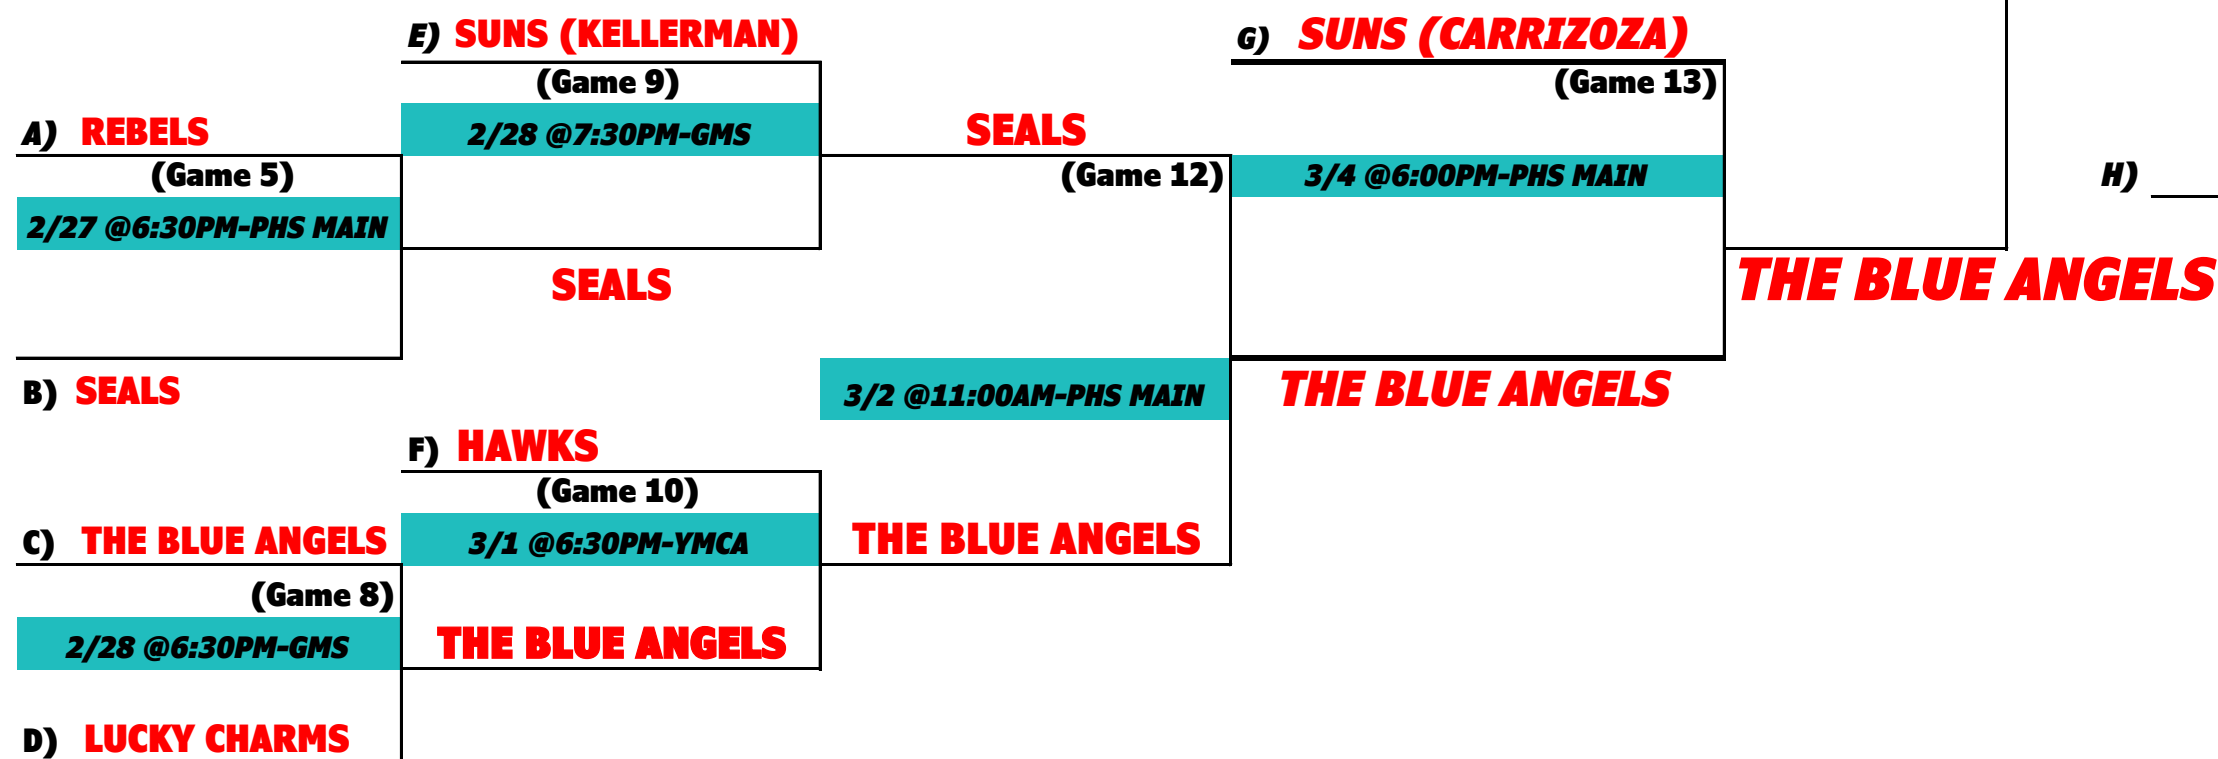 E) SUNS (KELLERMAN)
G) SUNS (CARRIZOZA)
(Game 9)
(Game 13)
A) REBELS
2/28 @7:30PM-GMS
SEALS
(Game 5)
(Game 12)
3/4 @6:00PM-PHS MAIN
H) ____
2/27 @6:30PM-PHS MAIN
SEALS
THE BLUE ANGELS
B) SEALS
3/2 @11:00AM-PHS MAIN
THE BLUE ANGELS
F) HAWKS
(Game 10)
C) THE BLUE ANGELS
3/1 @6:30PM-YMCA
THE BLUE ANGELS
(Game 8)
2/28 @6:30PM-GMS
THE BLUE ANGELS
D) LUCKY CHARMS